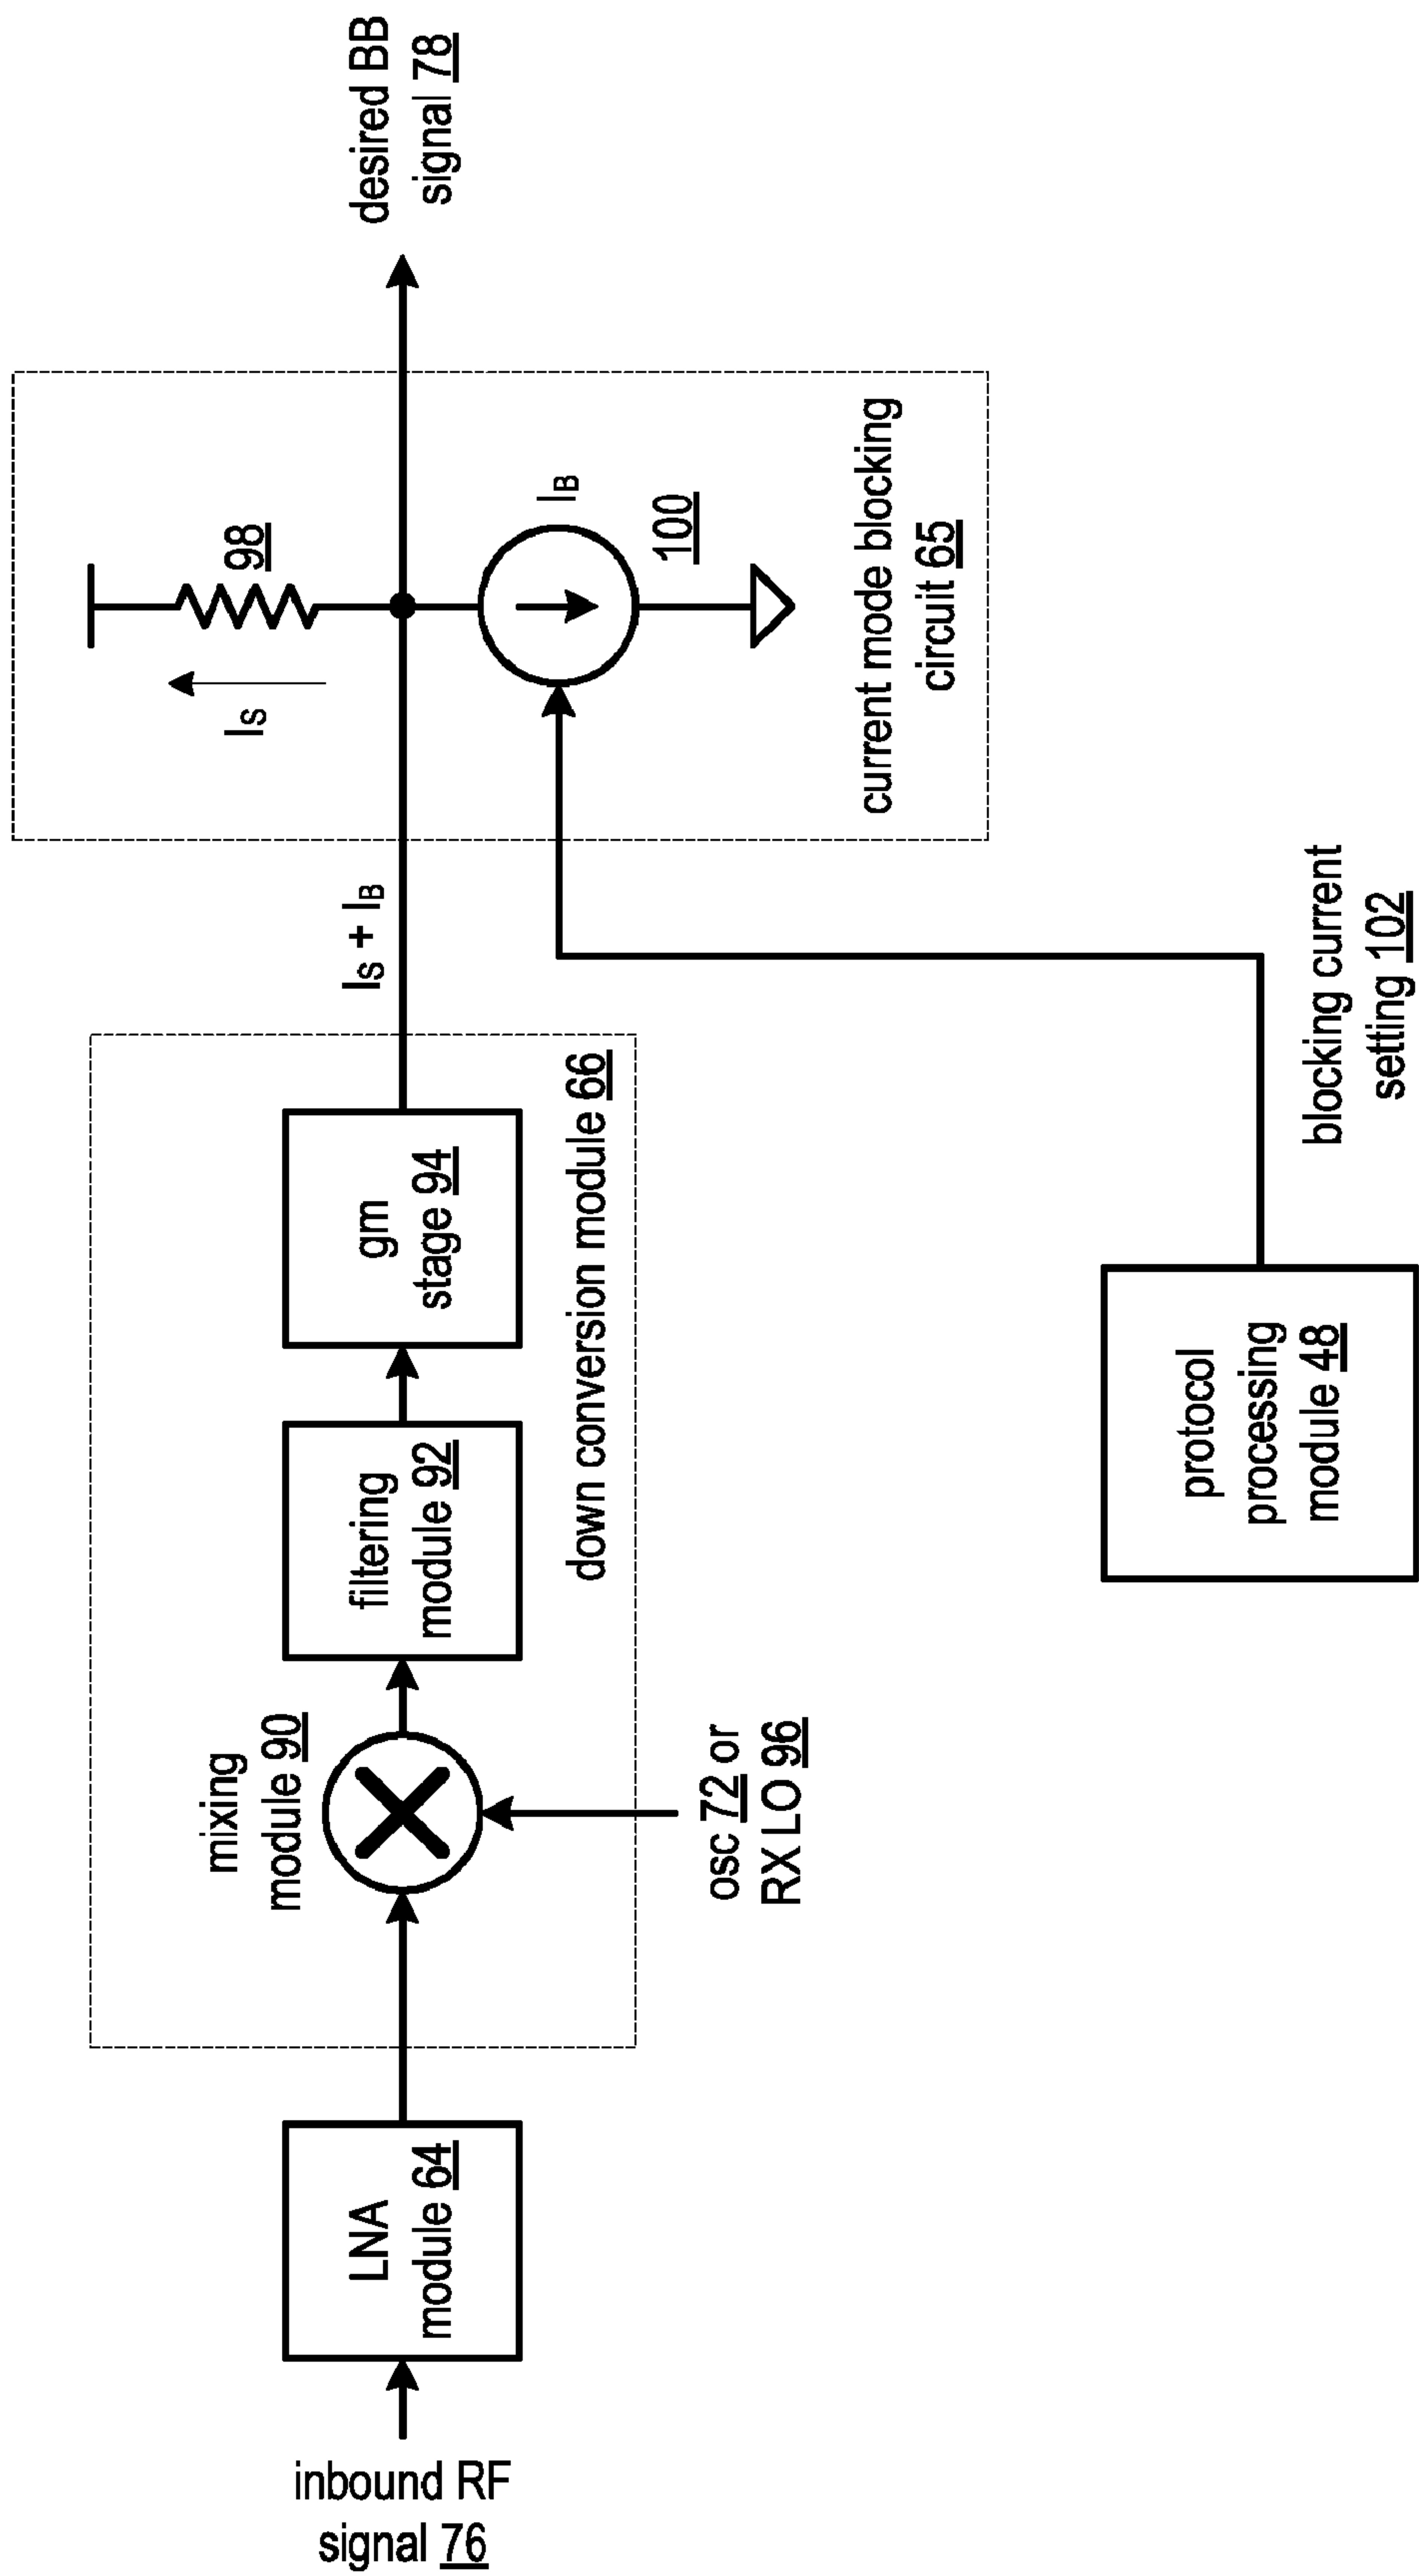 inbound RF
signal 76
LNA
module 64
mixing
module 90
osc 72 or
RX LO 96
filtering
module 92
gm
stage 94
down conversion module 66
IS + IB
IS
98
IB
100
current mode blocking
circuit 65
desired BB
signal 78
protocol
processing
module 48
blocking current
setting 102